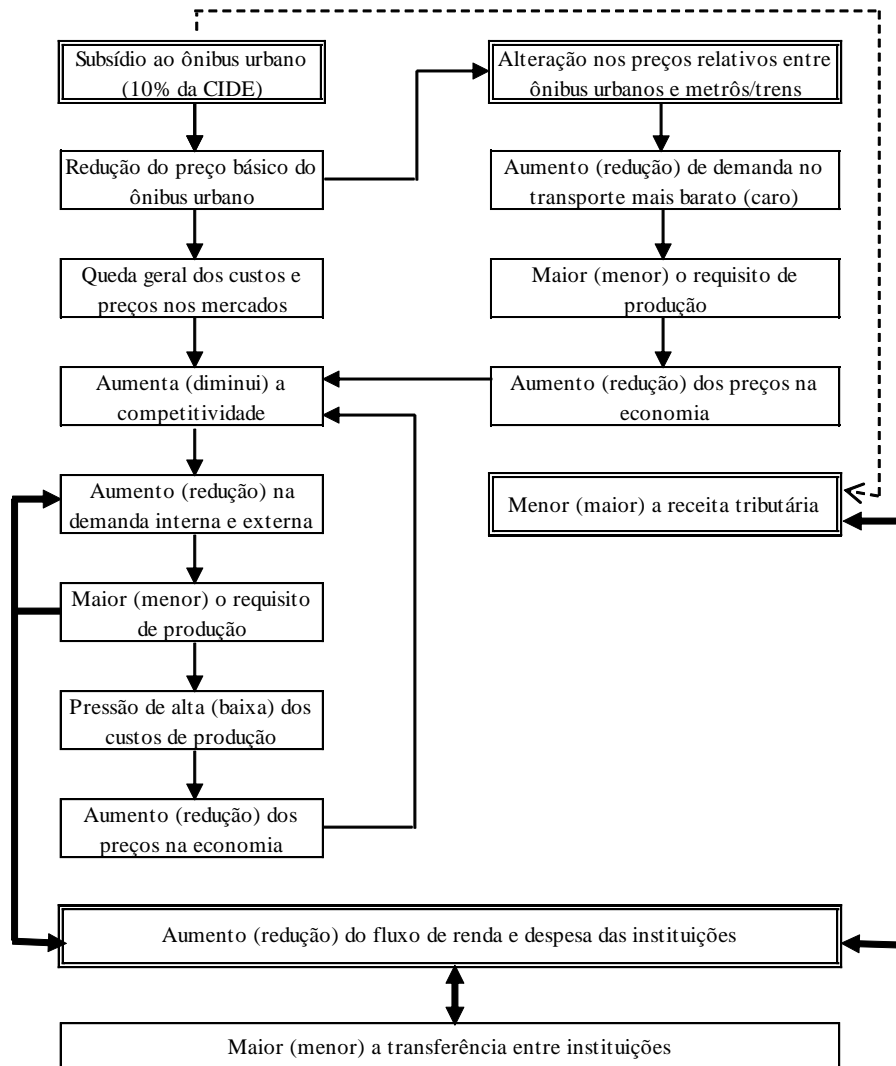 Subsídio ao ônibus urbano
(10% da CIDE)
Redução do preço básico do
ônibus urbano
Queda geral dos custos e
preços nos mercados
Aumenta (diminui) a
competitividade
Aumento (redução) na
demanda interna e externa
Maior (menor) o requisito
de produção
Pressão de alta (baixa) dos
custos de produção
Aumento (redução) dos
preços na economia
Alteração nos preços relativos entre
ônibus urbanos e metrôs/trens
Aumento (redução) de demanda no
transporte mais barato (caro)
Maior (menor) o requisito de
produção
Aumento (redução) dos preços na
economia
Menor (maior) a receita tributária
Aumento (redução) do fluxo de renda e despesa das instituições
Maior (menor) a transferência entre instituições